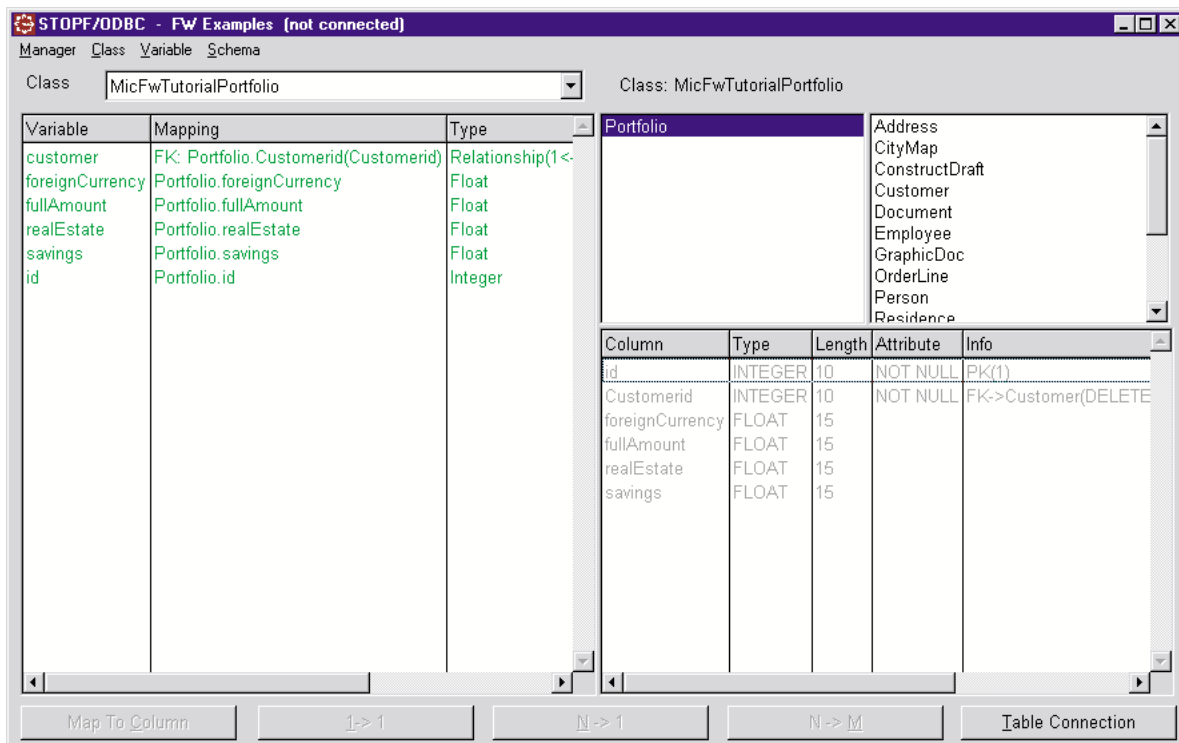 STOPF/ODBC - FW Examples (not connected)
Manager Class Variable Schema
Class MicFwTutorialPortfolio Class: MicFwTutorialPortfolio
Variable Mapping Type
customer FK: Portfolio.Customerid(Customerid) Relationship(1<-
foreignCurrency Portfolio.foreignCurrency Float
fullAmount Portfolio.fullAmount Float
realEstate Portfolio.realEstate Float
savings Portfolio.savings Float
id Portfolio.id Integer
Portfolio
Address
CityMap
ConstructDraft
Customer
Document
Employee
GraphicDoc
OrderLine
Person
Residence
Column Type Length Attribute Info
id INTEGER 10 NOT NULL PK(1)
Customerid INTEGER 10 NOT NULL FK->Customer(DELETE
foreignCurrency FLOAT 15
fullAmount FLOAT 15
realEstate FLOAT 15
savings FLOAT 15
Map To Column 1-> 1 N -> 1 N -> M Table Connection